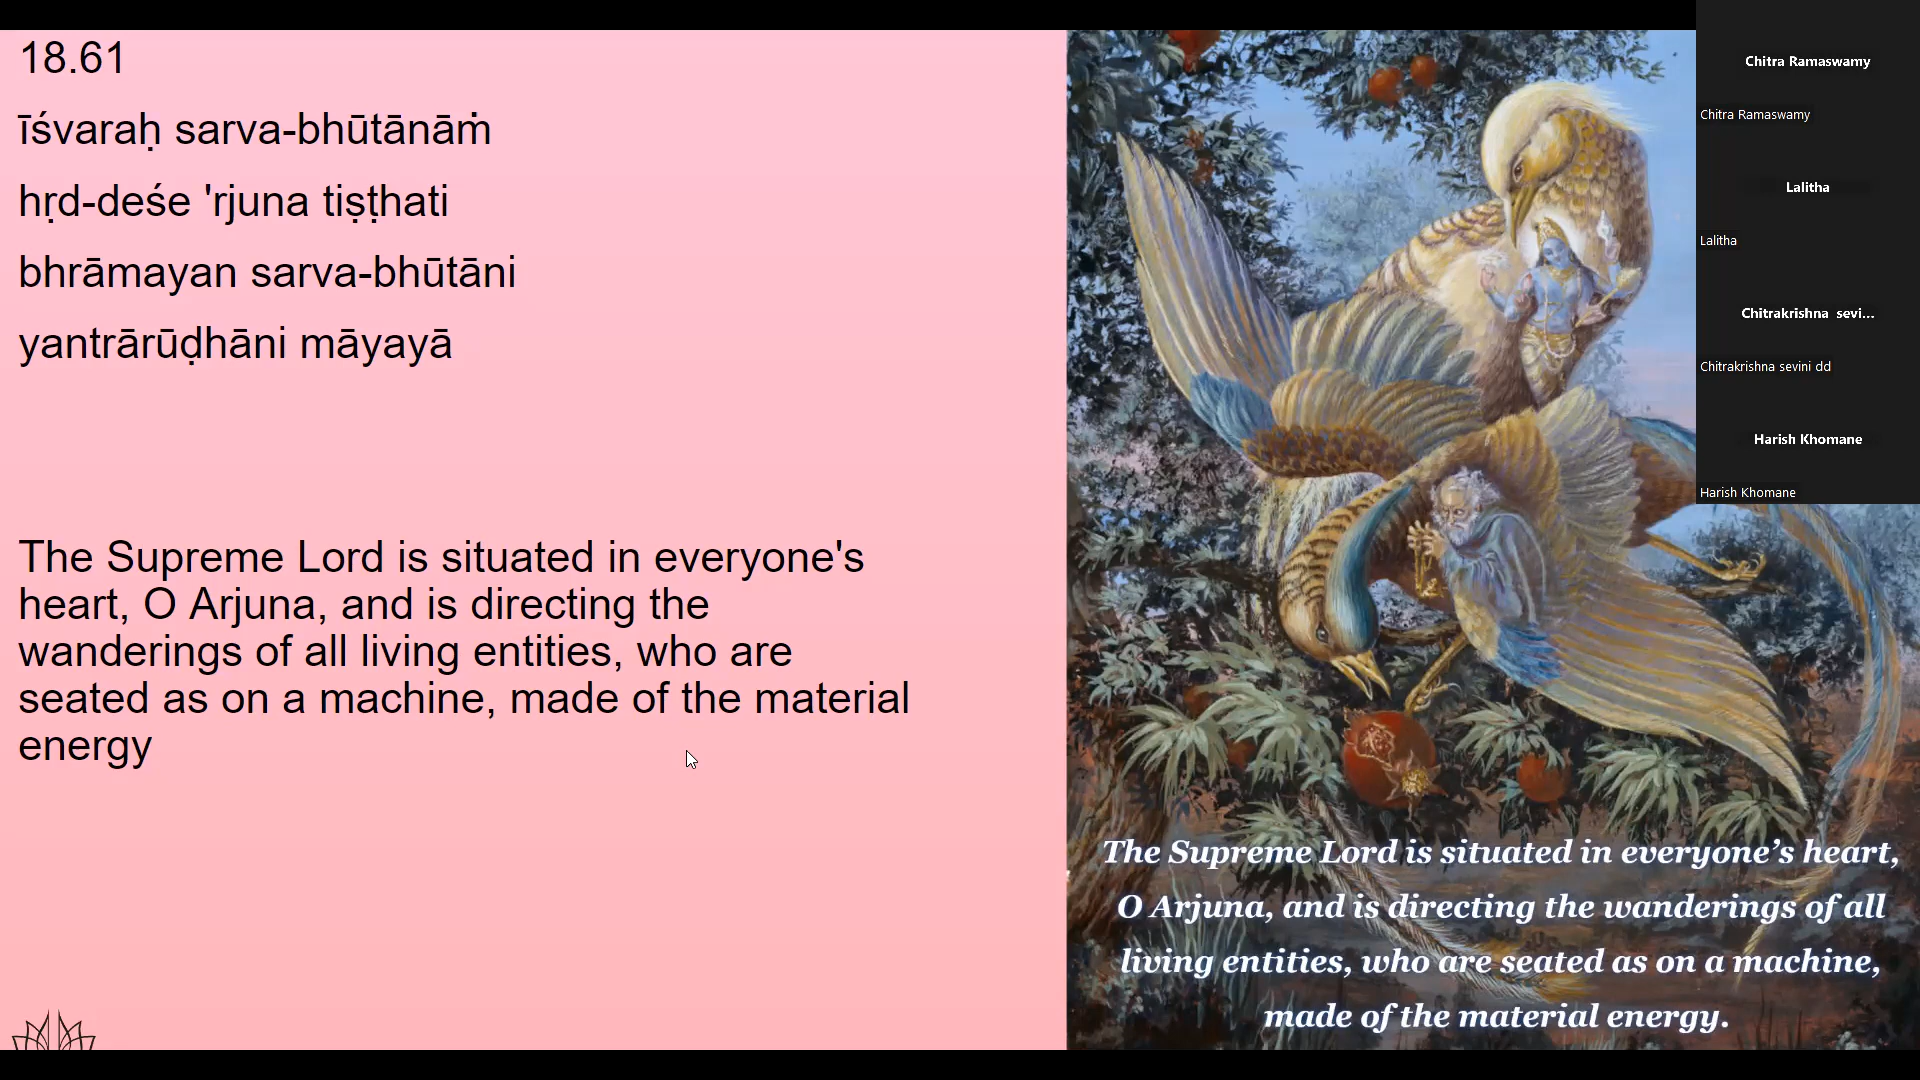 18.61
īśvaraḥ sarva-bhūtānāṁ
hṛd-deśe 'rjuna tiṣṭhati
bhrāmayan sarva-bhūtāni
yantrārūḍhāni māyayā
The Supreme Lord is situated in everyone's
heart, O Arjuna, and is directing the
wanderings of all living entities, who are
seated as on a machine, made of the material
energy
The Supreme Lord is situated in everyone’s heart,
O Arjuna, and is directing the wanderings of all
living entities, who are seated as on a machine,
made of the material energy.
Chitra Ramaswamy
Chitra Ramaswamy
Lalitha
Lalitha
Chitrakrishna sevi...
Chitrakrishna sevini dd
Harish Khomane
Harish Khomane